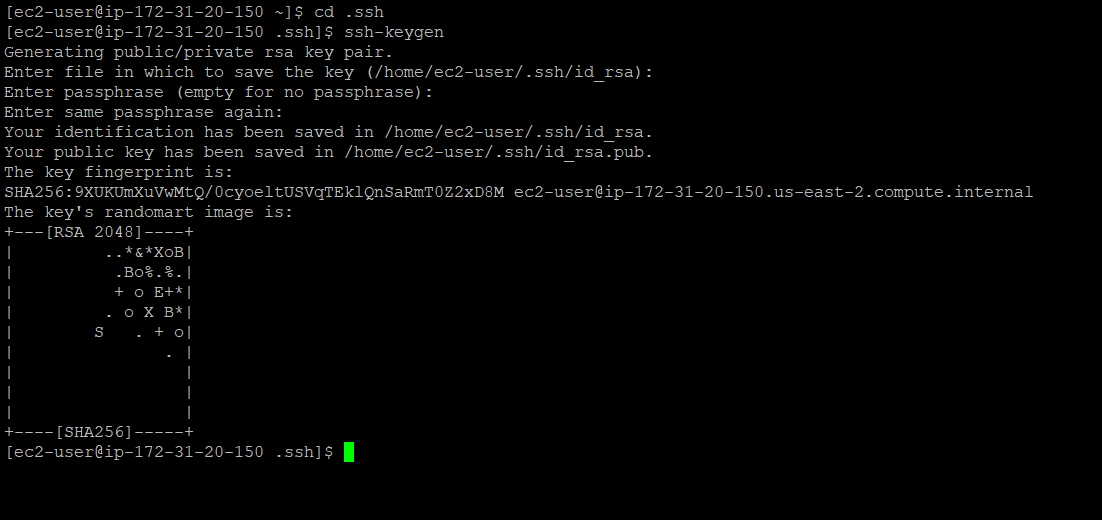 [ec2-user@ip-172-31-20-150 ~]$ cd .ssh
[ec2-user@ip-172-31-20-150 .ssh]$ ssh-keygen
Generating public/private rsa key pair.
Enter file in which to save the key (/home/ec2-user/.ssh/id_rsa):
Enter passphrase (empty for no passphrase):
Enter same passphrase again:
Your identification has been saved in /home/ec2-user/.ssh/id_rsa.
Your public key has been saved in /home/ec2-user/.ssh/id_rsa.pub.
The key fingerprint is:
SHA256:9XUKUmXuVwMtQ/0cyoeltUSVqTEklQnSaRmT0Z2xD8M ec2-user@ip-172-31-20-150.us-east-2.compute.internal
The key's randomart image is:
+---[RSA 2048]----+
|         ..*&*XoB|
|          .Bo%.%.|
|          + o E+*|
|         . o X B*|
|        S   . + o|
|               . |
|                 |
|                 |
|                 |
+----[SHA256]-----+
[ec2-user@ip-172-31-20-150 .ssh]$